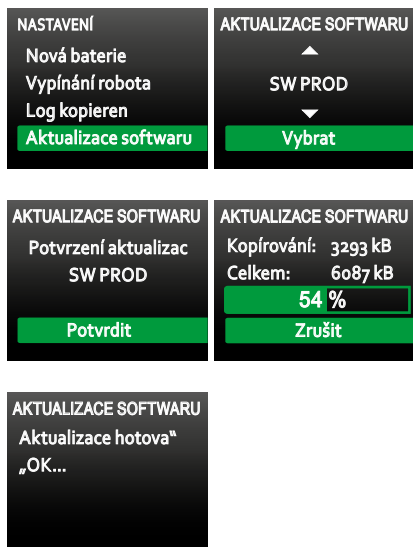 NASTAVENÍ
Nová baterie
Vypínání robota
Log kopieren
Aktualizace softwaru
AKTUALIZACE SOFTWARU
SW PROD
Vybrat
AKTUALIZACE SOFTWARU
Potvrzení aktualizac
SW PROD
Potvrdit
AKTUALIZACE SOFTWARU
Kopírování: 3293 kB
Celkem: 6087 kB
54 %
Zrušit
AKTUALIZACE SOFTWARU
Aktualizace hotova“
„OK...